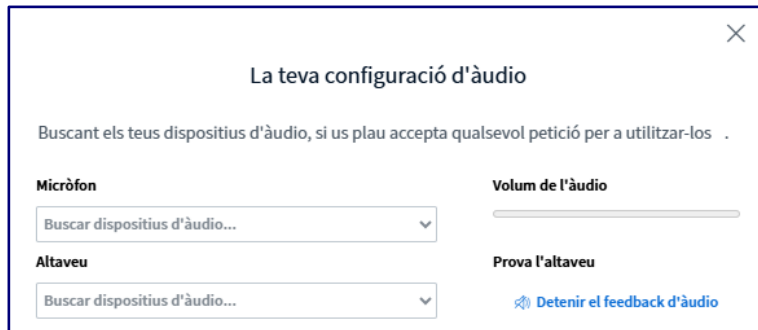 La teva configuració d'àudio
Buscant els teus dispositius d'àudio, si us plau accepta qualsevol petició per a utilitzar-los .
Micròfon
Volum de l'àudio
Buscar dispositius d'àudio...
Altaveu
Prova l'altaveu
Buscar dispositius d'àudio...
Detenir el feedback d'àudio